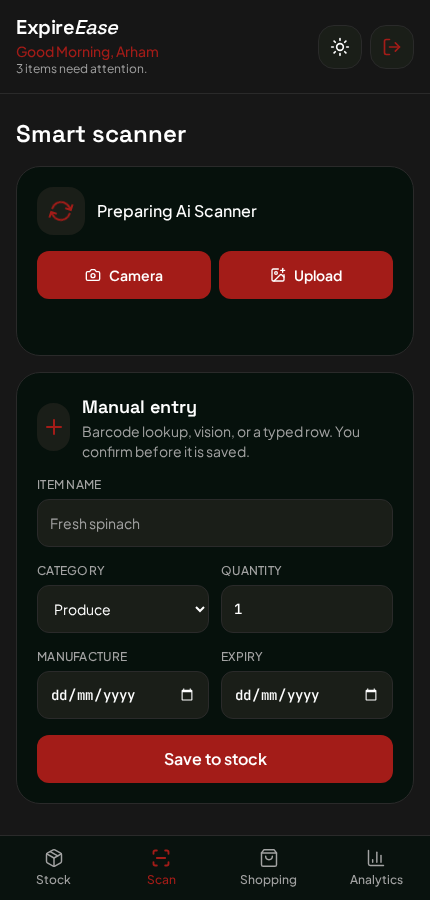 ExpireEase
Good Morning, Arham
3 items need attention.
Smart scanner
Preparing Ai Scanner
Camera
Upload
Manual entry
Barcode lookup, vision, or a typed row. You
confirm before it is saved.
ITEM NAME
Fresh spinach
CATEGORY
QUANTITY
Produce
1
MANUFACTURE
EXPIRY
dd/mm/yyyy
dd/mm/yyyy
Save to stock
Stock
Scan
Shopping
Analytics